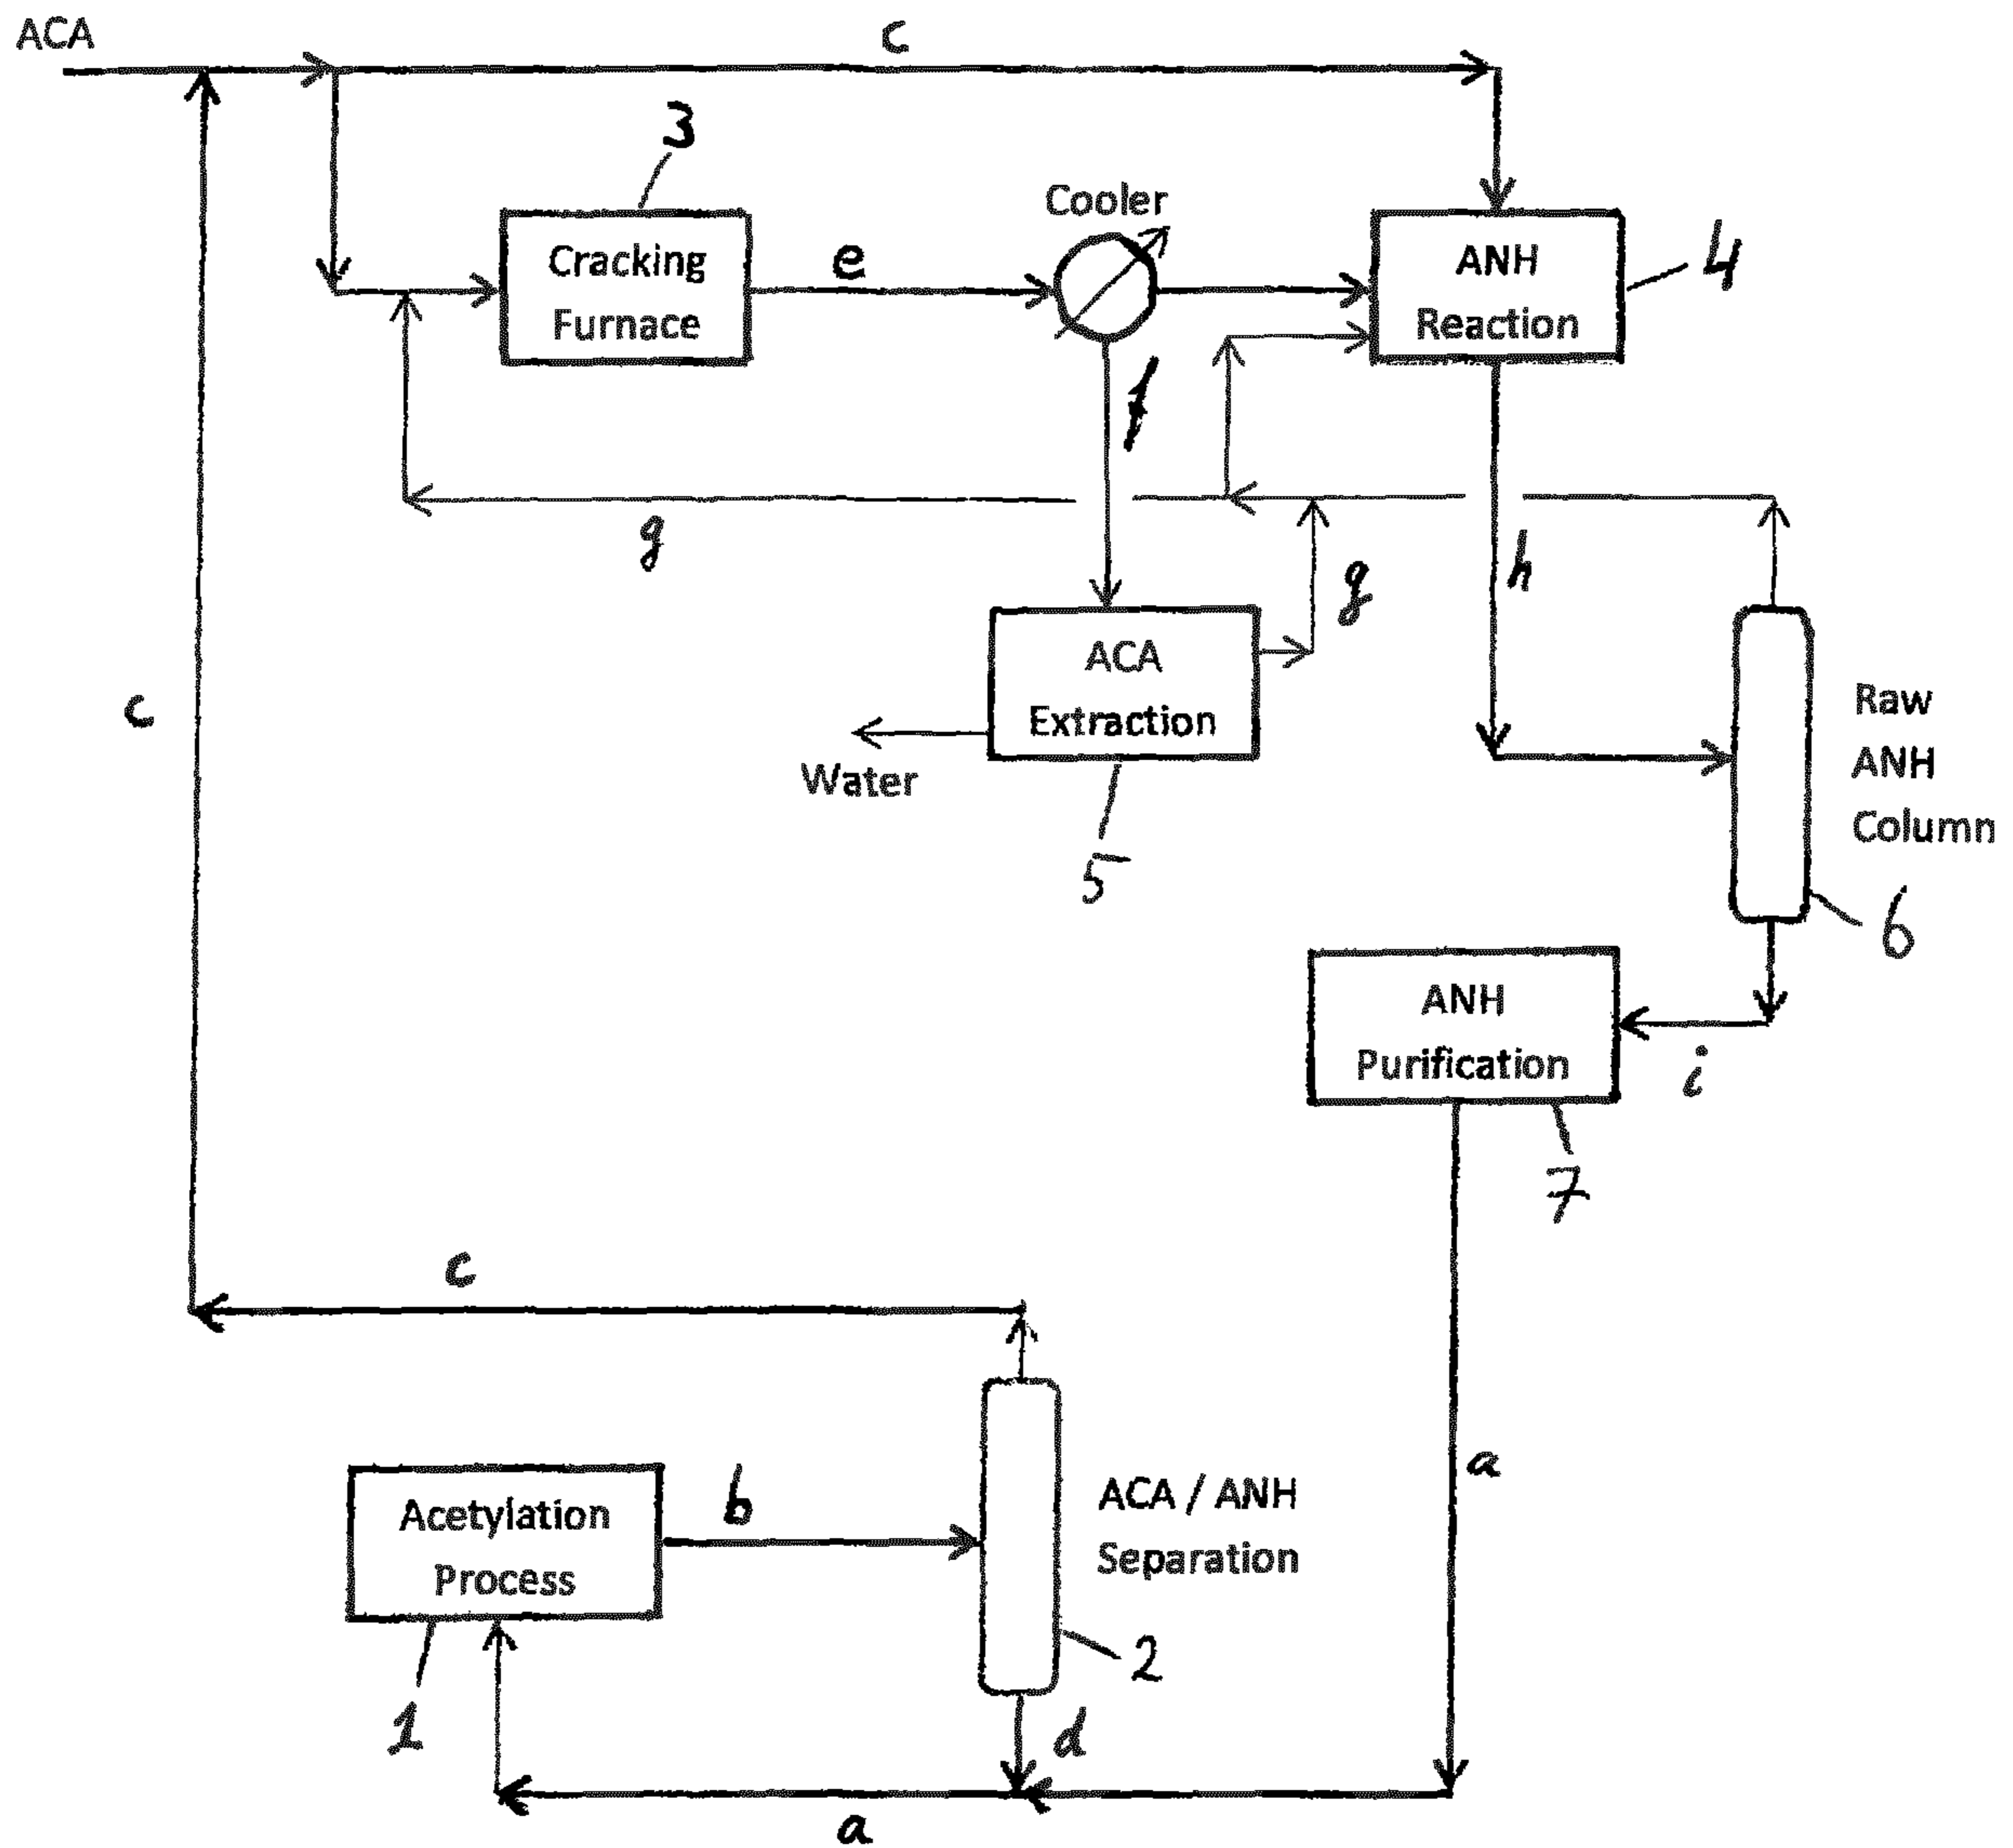 ACA
c
3
Cooler
Cracking
Furnace
e
ANH
Reaction
4
f
g
h
g
ACA
Extraction
Water
5
c
Raw
ANH
Column
6
ANH
Purification
i
7
c
a
Acetylation
Process
b
ACA / ANH
Separation
1
2
d
a